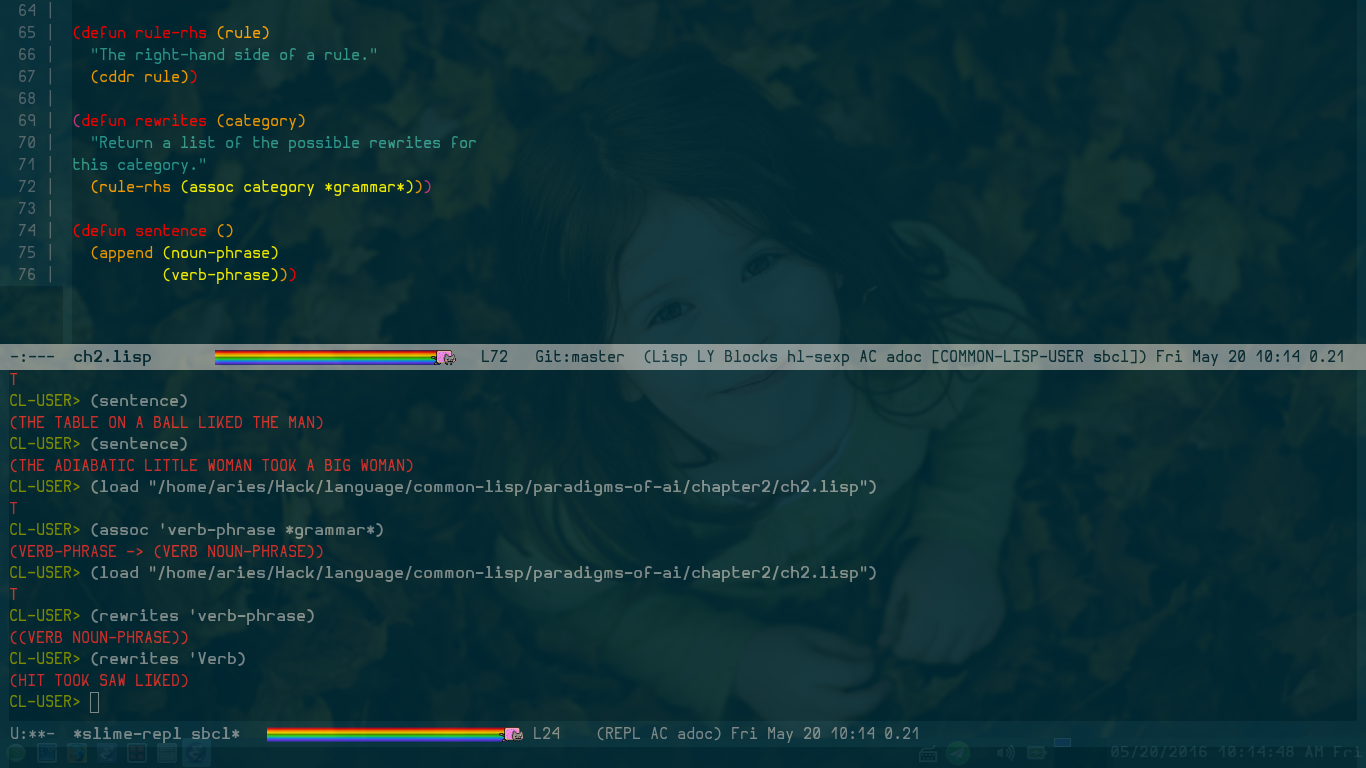 64 |
65 | (defun rule-rhs (rule)
66 |   "The right-hand side of a rule."
67 |   (cddr rule))
68 |
69 | (defun rewrites (category)
70 |   "Return a list of the possible rewrites for
71 | this category."
72 |   (rule-rhs (assoc category *grammar*)))
73 |
74 | (defun sentence ()
75 |   (append (noun-phrase)
76 |           (verb-phrase)))
-:--- ch2.lisp L72 Git:master (Lisp LY Blocks hl-sexp AC adoc [COMMON-LISP-USER sbcl]) Fri May 20 10:14 0.21
T
CL-USER> (sentence)
(THE TABLE ON A BALL LIKED THE MAN)
CL-USER> (sentence)
(THE ADIABATIC LITTLE WOMAN TOOK A BIG WOMAN)
CL-USER> (load "/home/aries/Hack/language/common-lisp/paradigms-of-ai/chapter2/ch2.lisp")
T
CL-USER> (assoc 'verb-phrase *grammar*)
(VERB-PHRASE -> (VERB NOUN-PHRASE))
CL-USER> (load "/home/aries/Hack/language/common-lisp/paradigms-of-ai/chapter2/ch2.lisp")
T
CL-USER> (rewrites 'verb-phrase)
((VERB NOUN-PHRASE))
CL-USER> (rewrites 'Verb)
(HIT TOOK SAW LIKED)
CL-USER>
U:**- *slime-repl sbcl* L24 (REPL AC adoc) Fri May 20 10:14 0.21
05/20/2016 10:14:48 AM Fri